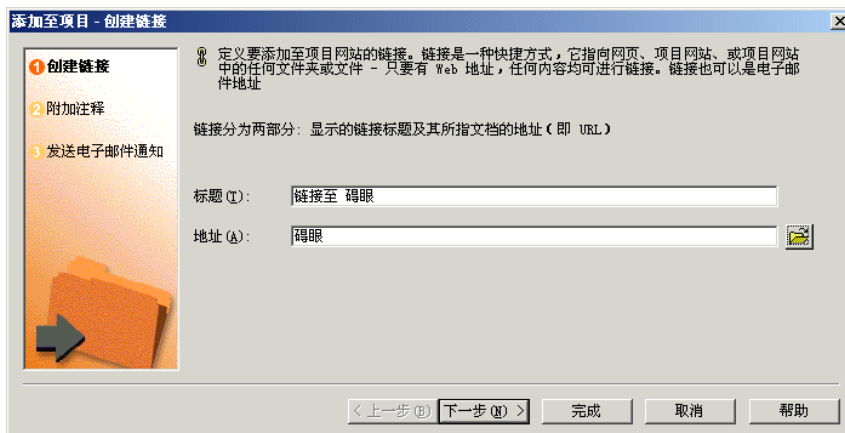 添加至项目 - 创建链接
1 创建链接
2 附加注释
3 发送电子邮件通知
定义要添加至项目网站的链接。链接是一种快捷方式，它指向网页、项目网站、或项目网站
中的任何文件夹或文件 - 只要有 Web 地址，任何内容均可进行链接。链接也可以是电子邮
件地址
链接分为两部分: 显示的链接标题及其所指文档的地址(即 URL)
标题(T): 链接至 碍眼
地址(A): 碍眼
< 上一步(B) 下一步(N) > 完成 取消 帮助